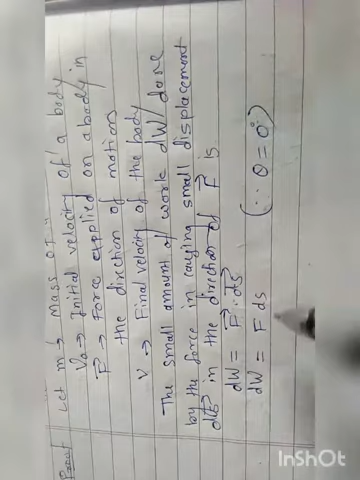 Proof Let m → Mass of "
V₀ → Initial velocity of a body
F⃗ → Force applied on a body in
the direction of motion
V → Final velocity of the body
The small amount of work dW done
by the force in causing small displacement
ds⃗ in the direction of F⃗ is
dW = F⃗ . ds⃗
dW = F ds (∵ θ = 0°)
InShOt